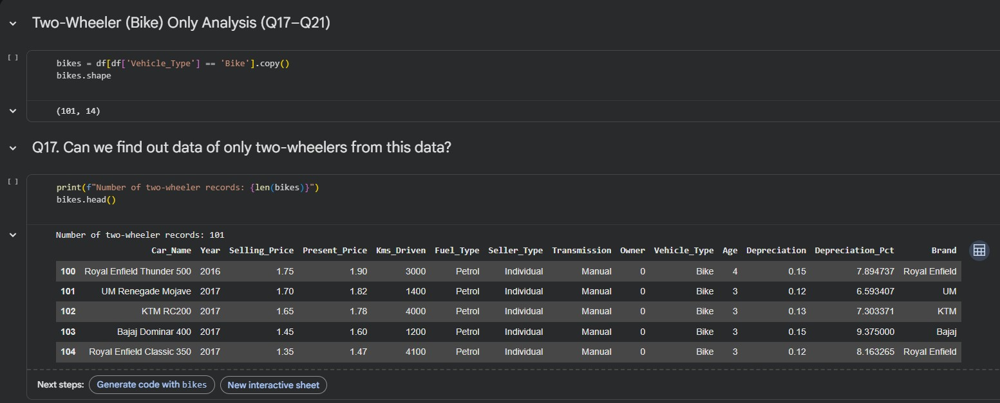 Two-Wheeler (Bike) Only Analysis (Q17–Q21)
[ ]
bikes = df[df['Vehicle_Type'] == 'Bike'].copy()
bikes.shape
(101, 14)
Q17. Can we find out data of only two-wheelers from this data?
[ ]
print(f"Number of two-wheeler records: {len(bikes)}")
bikes.head()
Number of two-wheeler records: 101
Car_Name Year Selling_Price Present_Price Kms_Driven Fuel_Type Seller_Type Transmission Owner Vehicle_Type Age Depreciation Depreciation_Pct Brand
100 Royal Enfield Thunder 500 2016 1.75 1.90 3000 Petrol Individual Manual 0 Bike 4 0.15 7.894737 Royal Enfield
101 UM Renegade Mojave 2017 1.70 1.82 1400 Petrol Individual Manual 0 Bike 3 0.12 6.593407 UM
102 KTM RC200 2017 1.65 1.78 4000 Petrol Individual Manual 0 Bike 3 0.13 7.303371 KTM
103 Bajaj Dominar 400 2017 1.45 1.60 1200 Petrol Individual Manual 0 Bike 3 0.15 9.375000 Bajaj
104 Royal Enfield Classic 350 2017 1.35 1.47 4100 Petrol Individual Manual 0 Bike 3 0.12 8.163265 Royal Enfield
Next steps: Generate code with bikes New interactive sheet